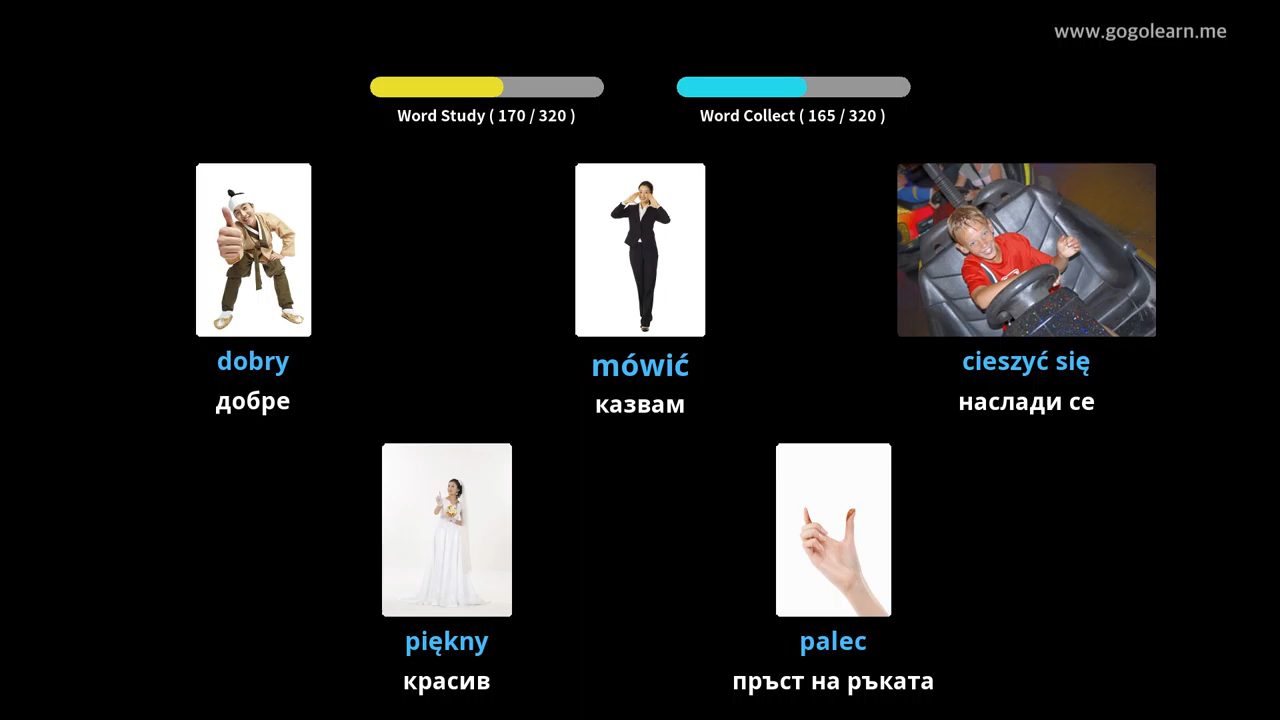 www.gogolearn.me
Word Study ( 170 / 320 )
Word Collect ( 165 / 320 )
dobry
добре
mówić
казвам
cieszyć się
наслади се
piękny
красив
palec
пръст на ръката